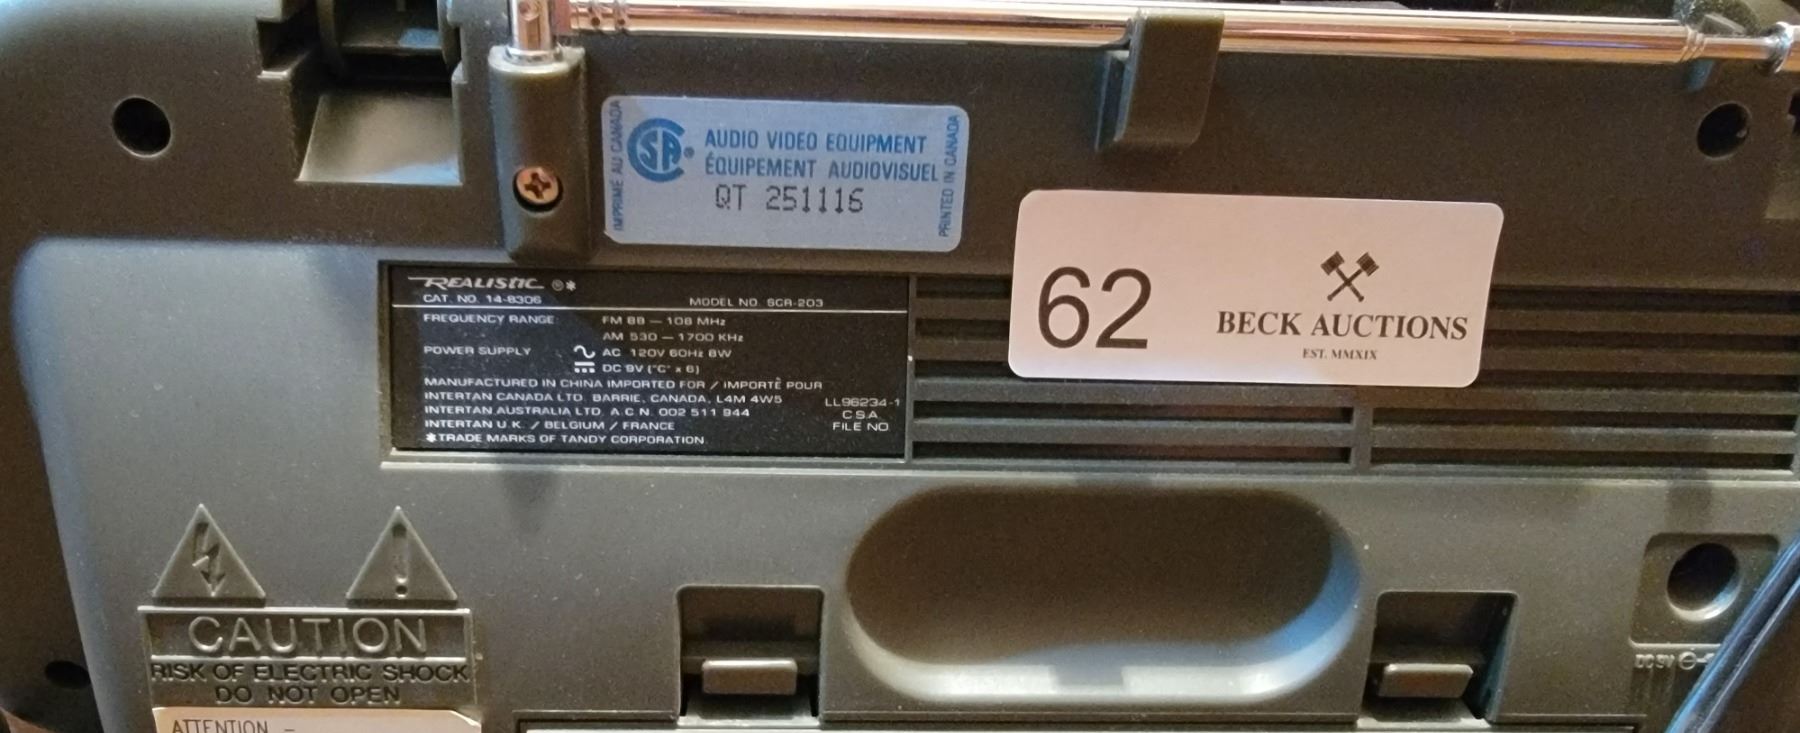 IMPRIMÉ AU CANADA
CSA®
AUDIO VIDEO EQUIPMENT
ÉQUIPEMENT AUDIOVISUEL
QT 251116
PRINTED IN CANADA
62
BECK AUCTIONS
EST. MMXIX
REALISTIC ®*
CAT. NO. 14-8306 MODEL NO. SCR-203
FREQUENCY RANGE FM 88 — 108 MHz
AM 530 — 1700 KHz
POWER SUPPLY AC 120V 60Hz 8W
DC 9V ("C" x 6)
MANUFACTURED IN CHINA IMPORTED FOR / IMPORTÉ POUR
INTERTAN CANADA LTD. BARRIE, CANADA, L4M 4W5
INTERTAN AUSTRALIA LTD. A.C.N. 002 511 944
INTERTAN U.K. / BELGIUM / FRANCE
*TRADE MARKS OF TANDY CORPORATION
LL96234-1
C.S.A.
FILE NO.
CAUTION
RISK OF ELECTRIC SHOCK
DO NOT OPEN
ATTENTION -
DC 9V